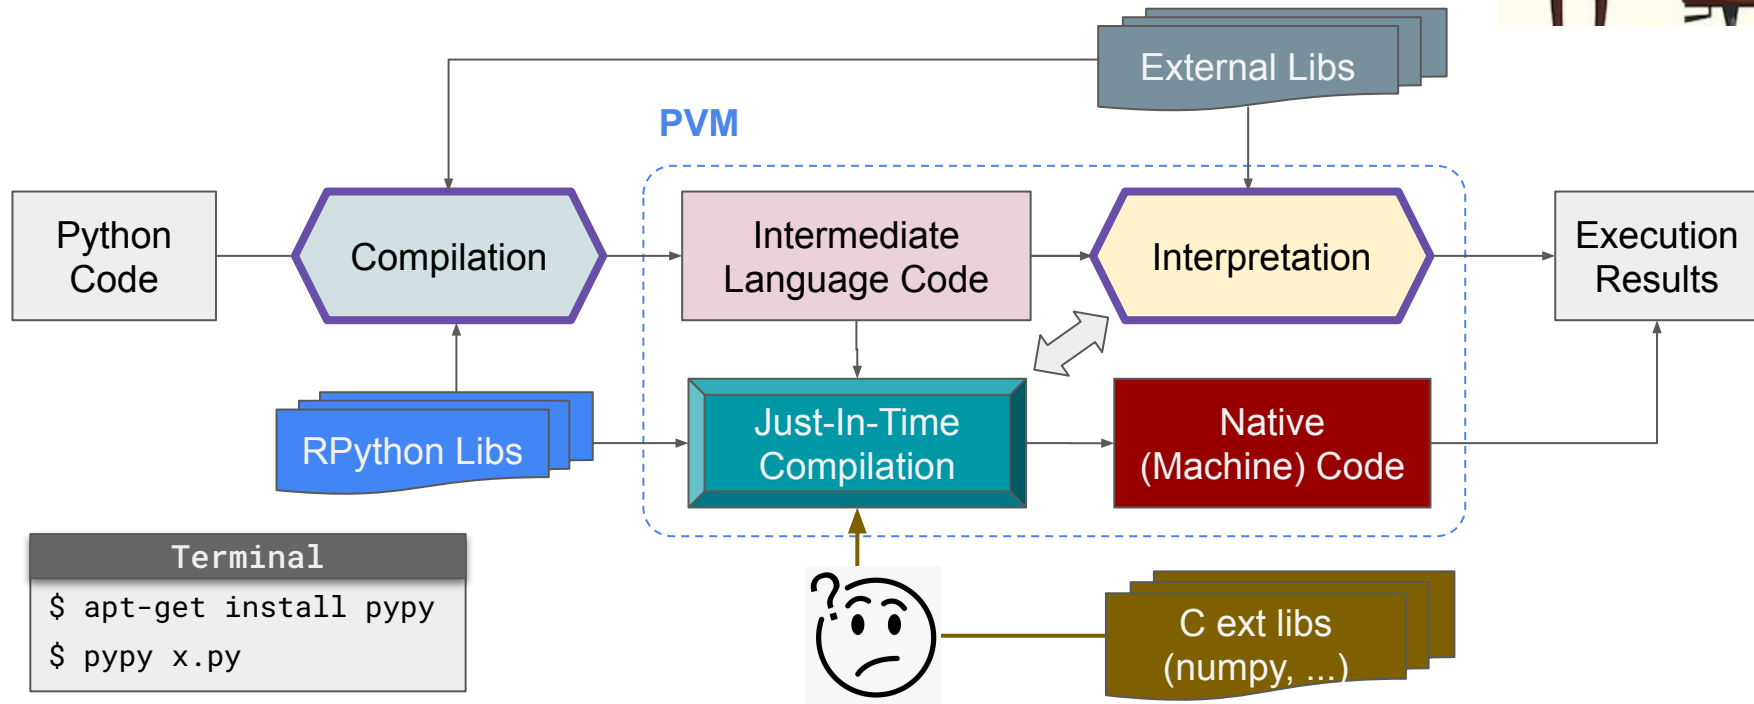 External Libs
PVM
Python
Code
Compilation
Intermediate
Language Code
Interpretation
Execution
Results
RPython Libs
Just-In-Time
Compilation
Native
(Machine) Code
Terminal
$ apt-get install pypy
$ pypy x.py
?
C ext libs
(numpy, ...)